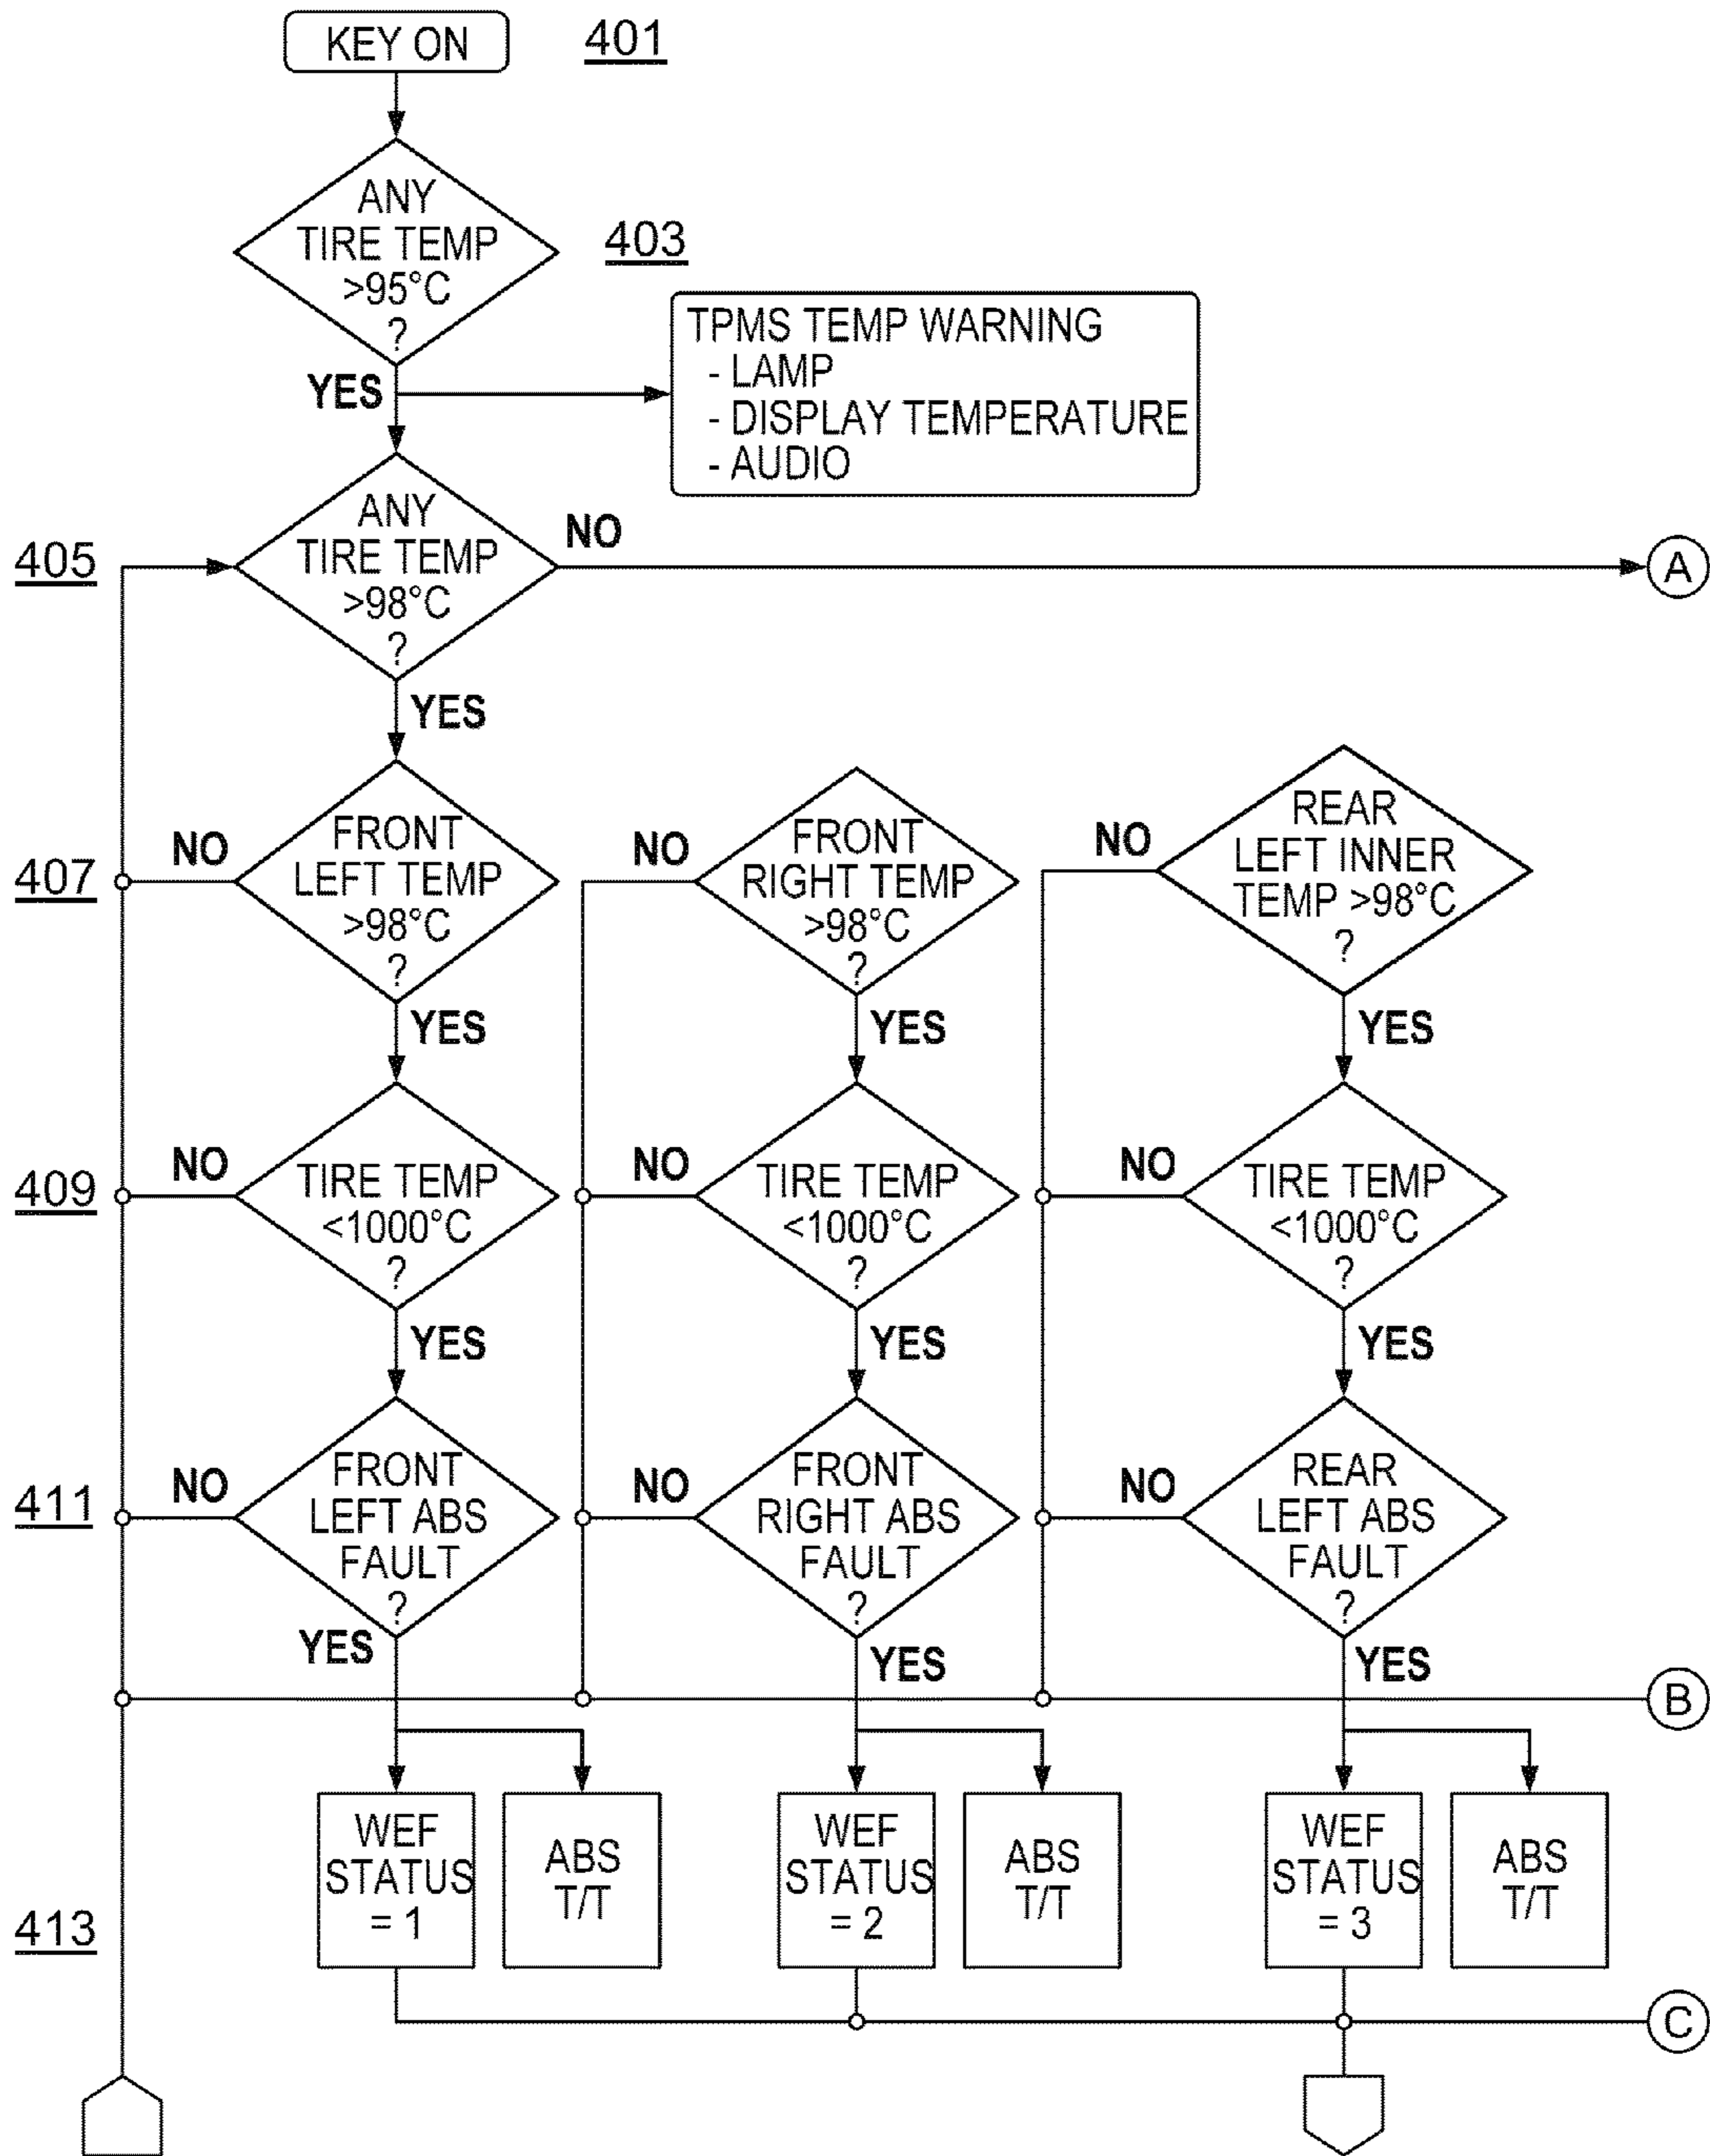 KEY ON
401
ANY
TIRE TEMP
>95°C
?
403
YES
TPMS TEMP WARNING
- LAMP
- DISPLAY TEMPERATURE
- AUDIO
405
ANY
TIRE TEMP
>98°C
?
NO
A
YES
407
NO
FRONT
LEFT TEMP
>98°C
?
NO
FRONT
RIGHT TEMP
>98°C
?
NO
REAR
LEFT INNER
TEMP >98°C
?
YES
YES
YES
409
NO
TIRE TEMP
<1000°C
?
NO
TIRE TEMP
<1000°C
?
NO
TIRE TEMP
<1000°C
?
YES
YES
YES
411
NO
FRONT
LEFT ABS
FAULT
?
NO
FRONT
RIGHT ABS
FAULT
?
NO
REAR
LEFT ABS
FAULT
?
YES
YES
YES
B
413
WEF
STATUS
= 1
ABS
T/T
WEF
STATUS
= 2
ABS
T/T
WEF
STATUS
= 3
ABS
T/T
C